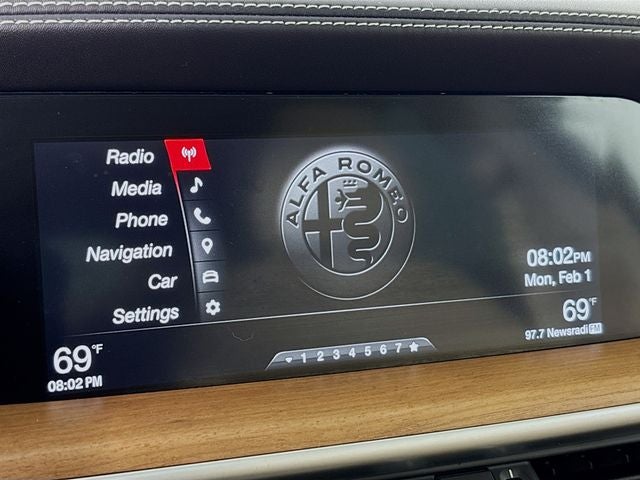 Radio
Media
Phone
Navigation
Car
Settings
ALFA ROMEO
08:02PM
Mon, Feb 1
69°F
08:02 PM
1 2 3 4 5 6 7
69°F
97.7 Newsradi FM